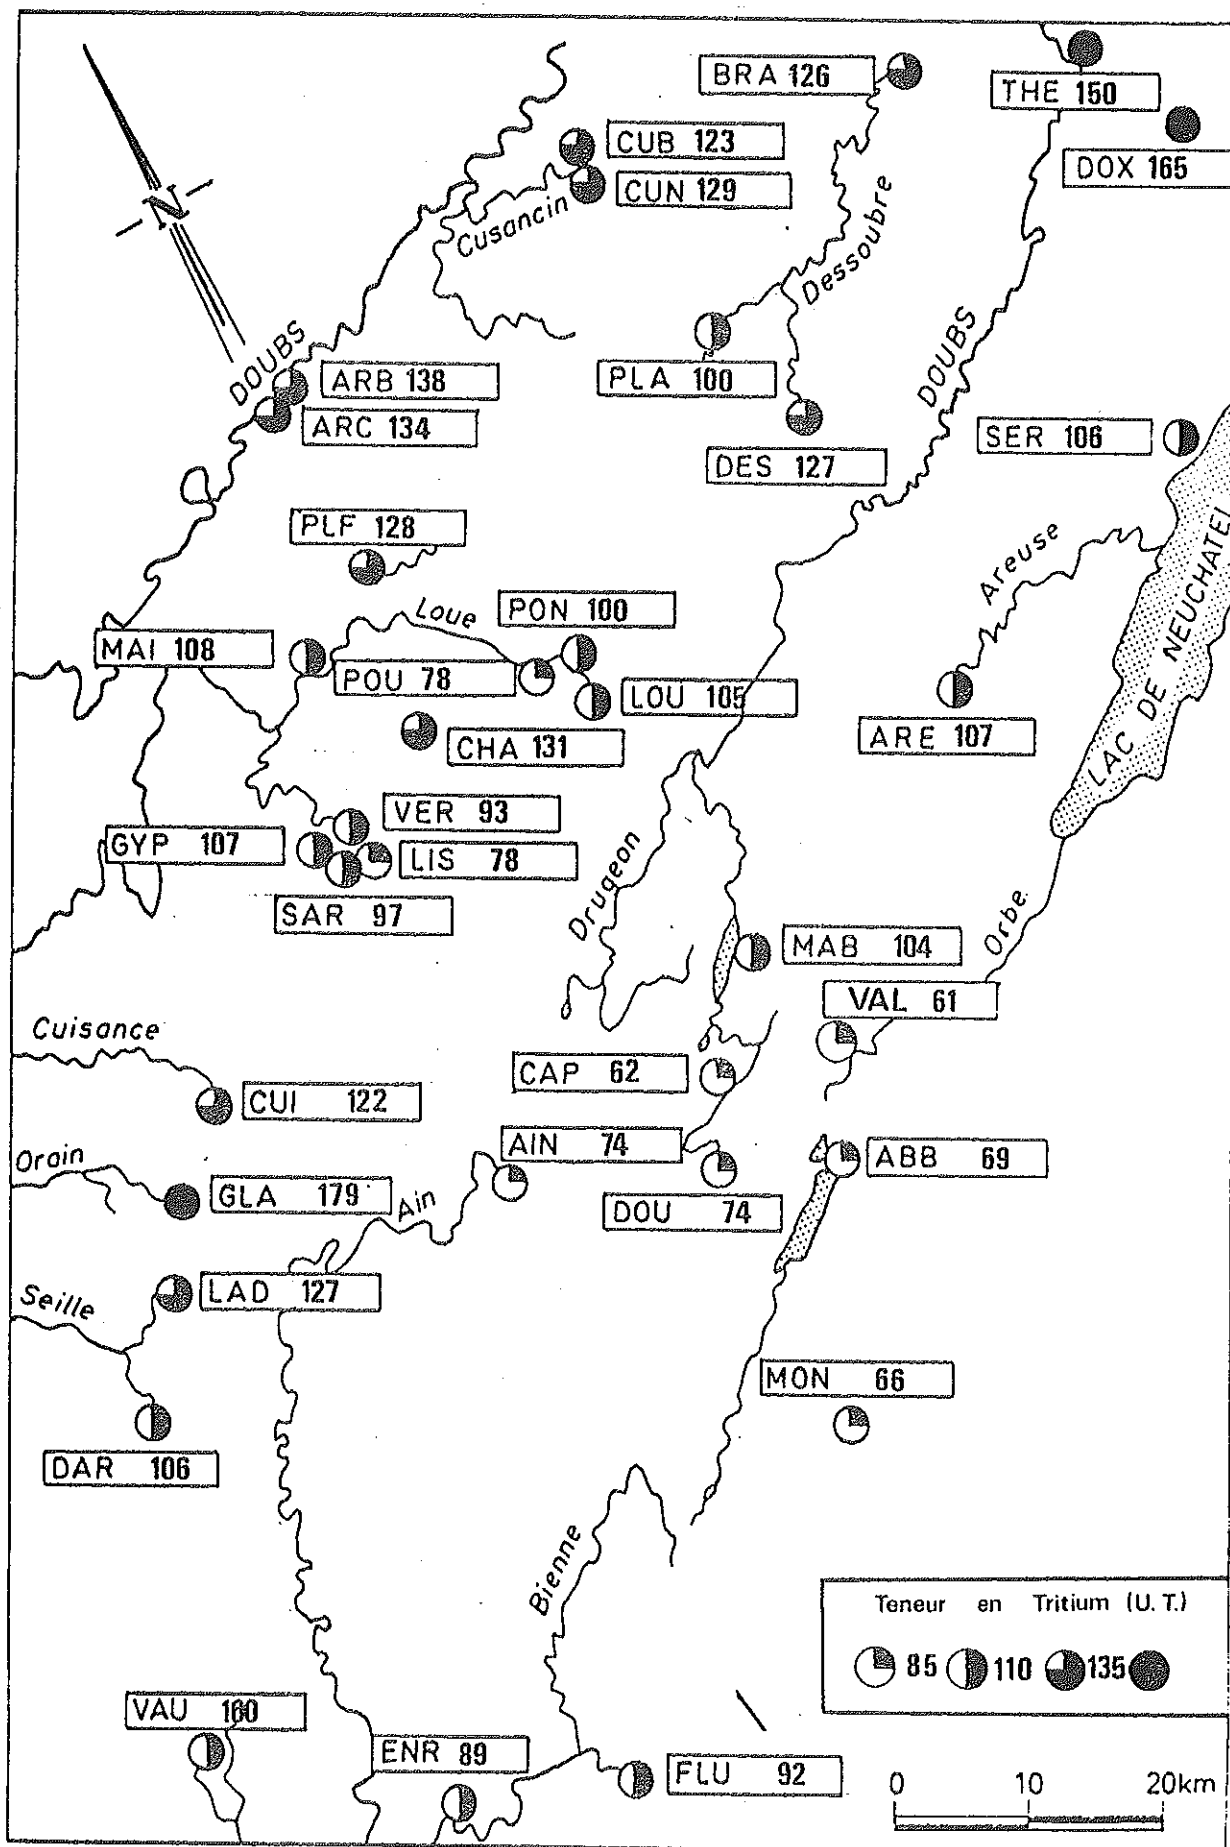 BRA 126
THE 150
CUB 123
DOX 165
CUN 129
N
Cusancin
Dessoubre
DOUBS
DOUBS
ARB 138
PLA 100
ARC 134
SER 106
DES 127
PLF 128
Areuse
LAC DE NEUCHATEL
Loue
PON 100
MAI 108
POU 78
LOU 105
ARE 107
CHA 131
VER 93
GYP 107
LIS 78
SAR 97
Drugeon
Orbe
MAB 104
VAL 61
Cuisance
CAP 62
CUI 122
AIN 74
ABB 69
Orain
GLA 179
Ain
DOU 74
LAD 127
Seille
MON 66
DAR 106
Bienne
Teneur en Tritium (U.T.)
85 110 135
VAU 160
ENR 89
FLU 92
0 10 20km